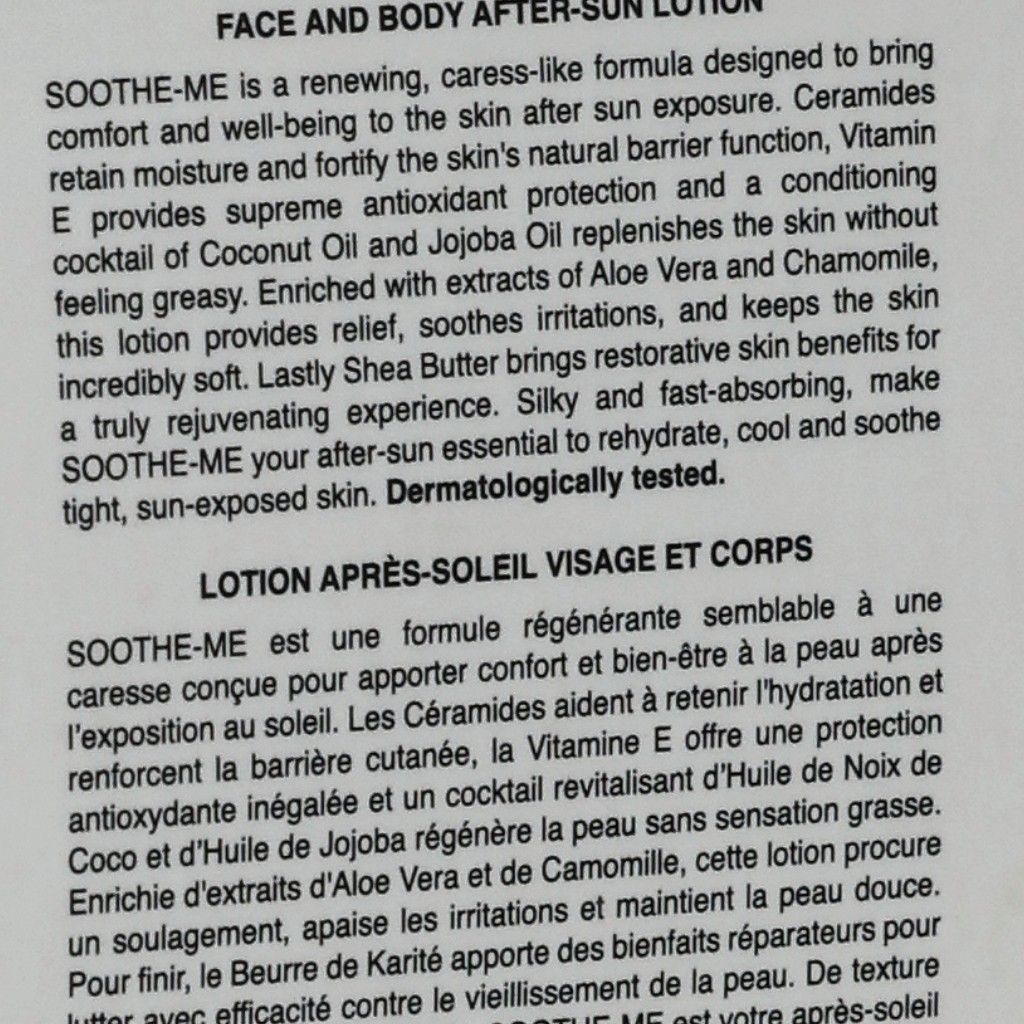 FACE AND BODY AFTER-SUN LOTION
SOOTHE-ME is a renewing, caress-like formula designed to bring
comfort and well-being to the skin after sun exposure. Ceramides
retain moisture and fortify the skin's natural barrier function, Vitamin
E provides supreme antioxidant protection and a conditioning
cocktail of Coconut Oil and Jojoba Oil replenishes the skin without
feeling greasy. Enriched with extracts of Aloe Vera and Chamomile,
this lotion provides relief, soothes irritations, and keeps the skin
incredibly soft. Lastly Shea Butter brings restorative skin benefits for
a truly rejuvenating experience. Silky and fast-absorbing, make
SOOTHE-ME your after-sun essential to rehydrate, cool and soothe
tight, sun-exposed skin. Dermatologically tested.
LOTION APRÈS-SOLEIL VISAGE ET CORPS
SOOTHE-ME est une formule régénérante semblable à une
caresse conçue pour apporter confort et bien-être à la peau après
l'exposition au soleil. Les Céramides aident à retenir l'hydratation et
renforcent la barrière cutanée, la Vitamine E offre une protection
antioxydante inégalée et un cocktail revitalisant d'Huile de Noix de
Coco et d'Huile de Jojoba régénère la peau sans sensation grasse.
Enrichie d'extraits d'Aloe Vera et de Camomille, cette lotion procure
un soulagement, apaise les irritations et maintient la peau douce.
Pour finir, le Beurre de Karité apporte des bienfaits réparateurs pour
lutter avec efficacité contre le vieillissement de la peau. De texture
SOOTHE-ME est votre après-soleil